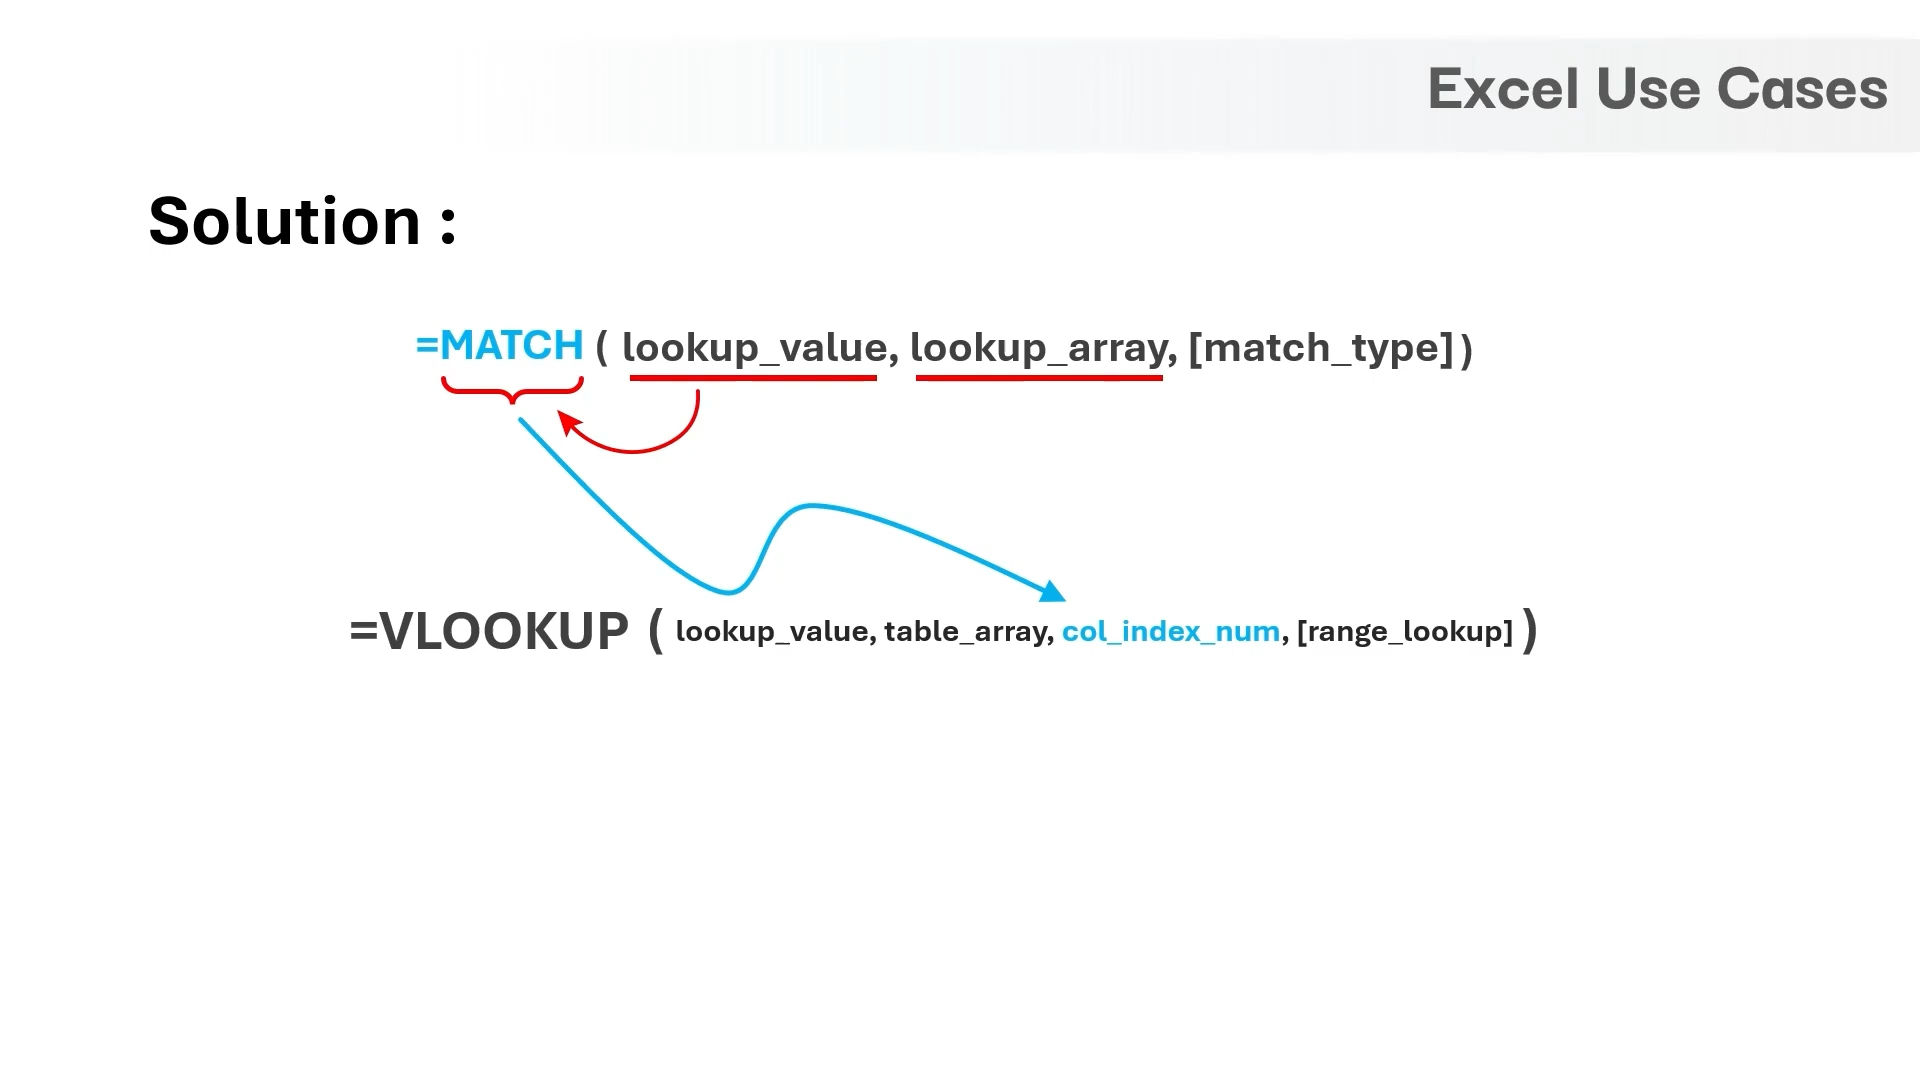 Excel Use Cases
Solution :
=MATCH ( lookup_value, lookup_array, [match_type] )
=VLOOKUP ( lookup_value, table_array, col_index_num, [range_lookup] )